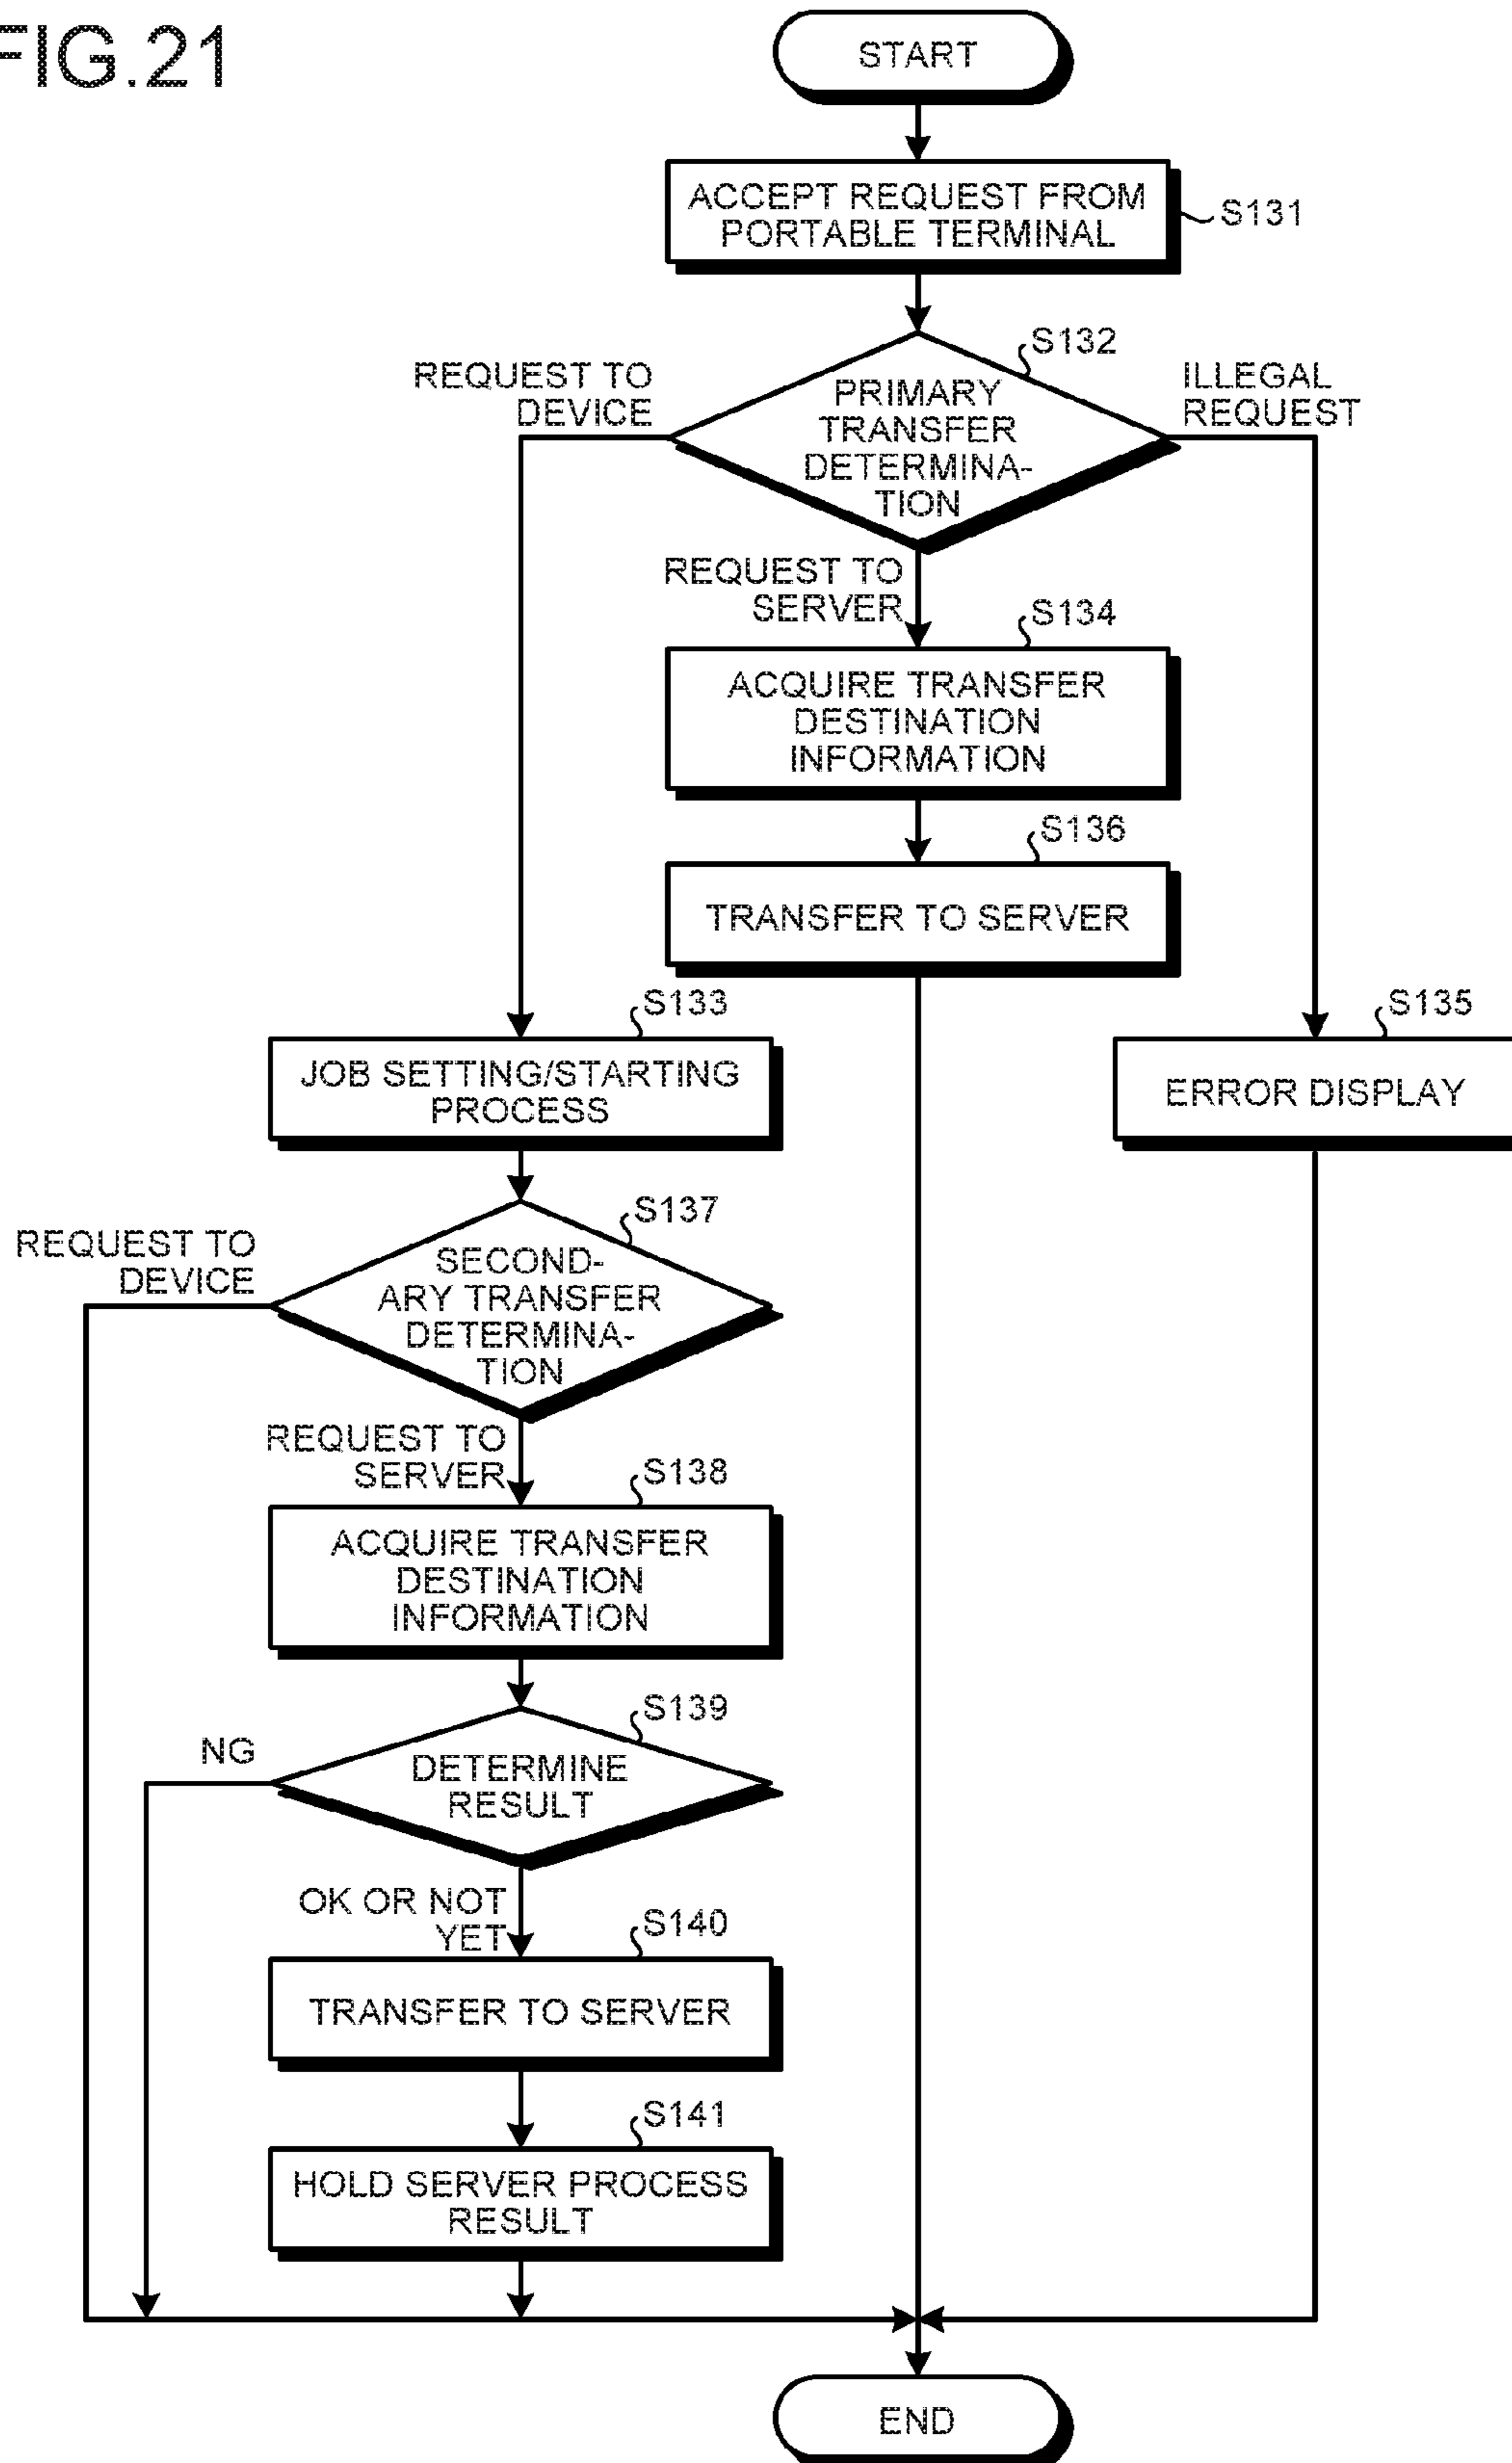 FIG.21
START
ACCEPT REQUEST FROM
PORTABLE TERMINAL
S131
S132
REQUEST TO
DEVICE
PRIMARY
TRANSFER
DETERMINA-
TION
ILLEGAL
REQUEST
REQUEST TO
SERVER
S134
ACQUIRE TRANSFER
DESTINATION
INFORMATION
S136
TRANSFER TO SERVER
S133
JOB SETTING/STARTING
PROCESS
S135
ERROR DISPLAY
S137
REQUEST TO
DEVICE
SECOND-
ARY TRANSFER
DETERMINA-
TION
REQUEST TO
SERVER
S138
ACQUIRE TRANSFER
DESTINATION
INFORMATION
S139
NG
DETERMINE
RESULT
OK OR NOT
YET
S140
TRANSFER TO SERVER
S141
HOLD SERVER PROCESS
RESULT
END